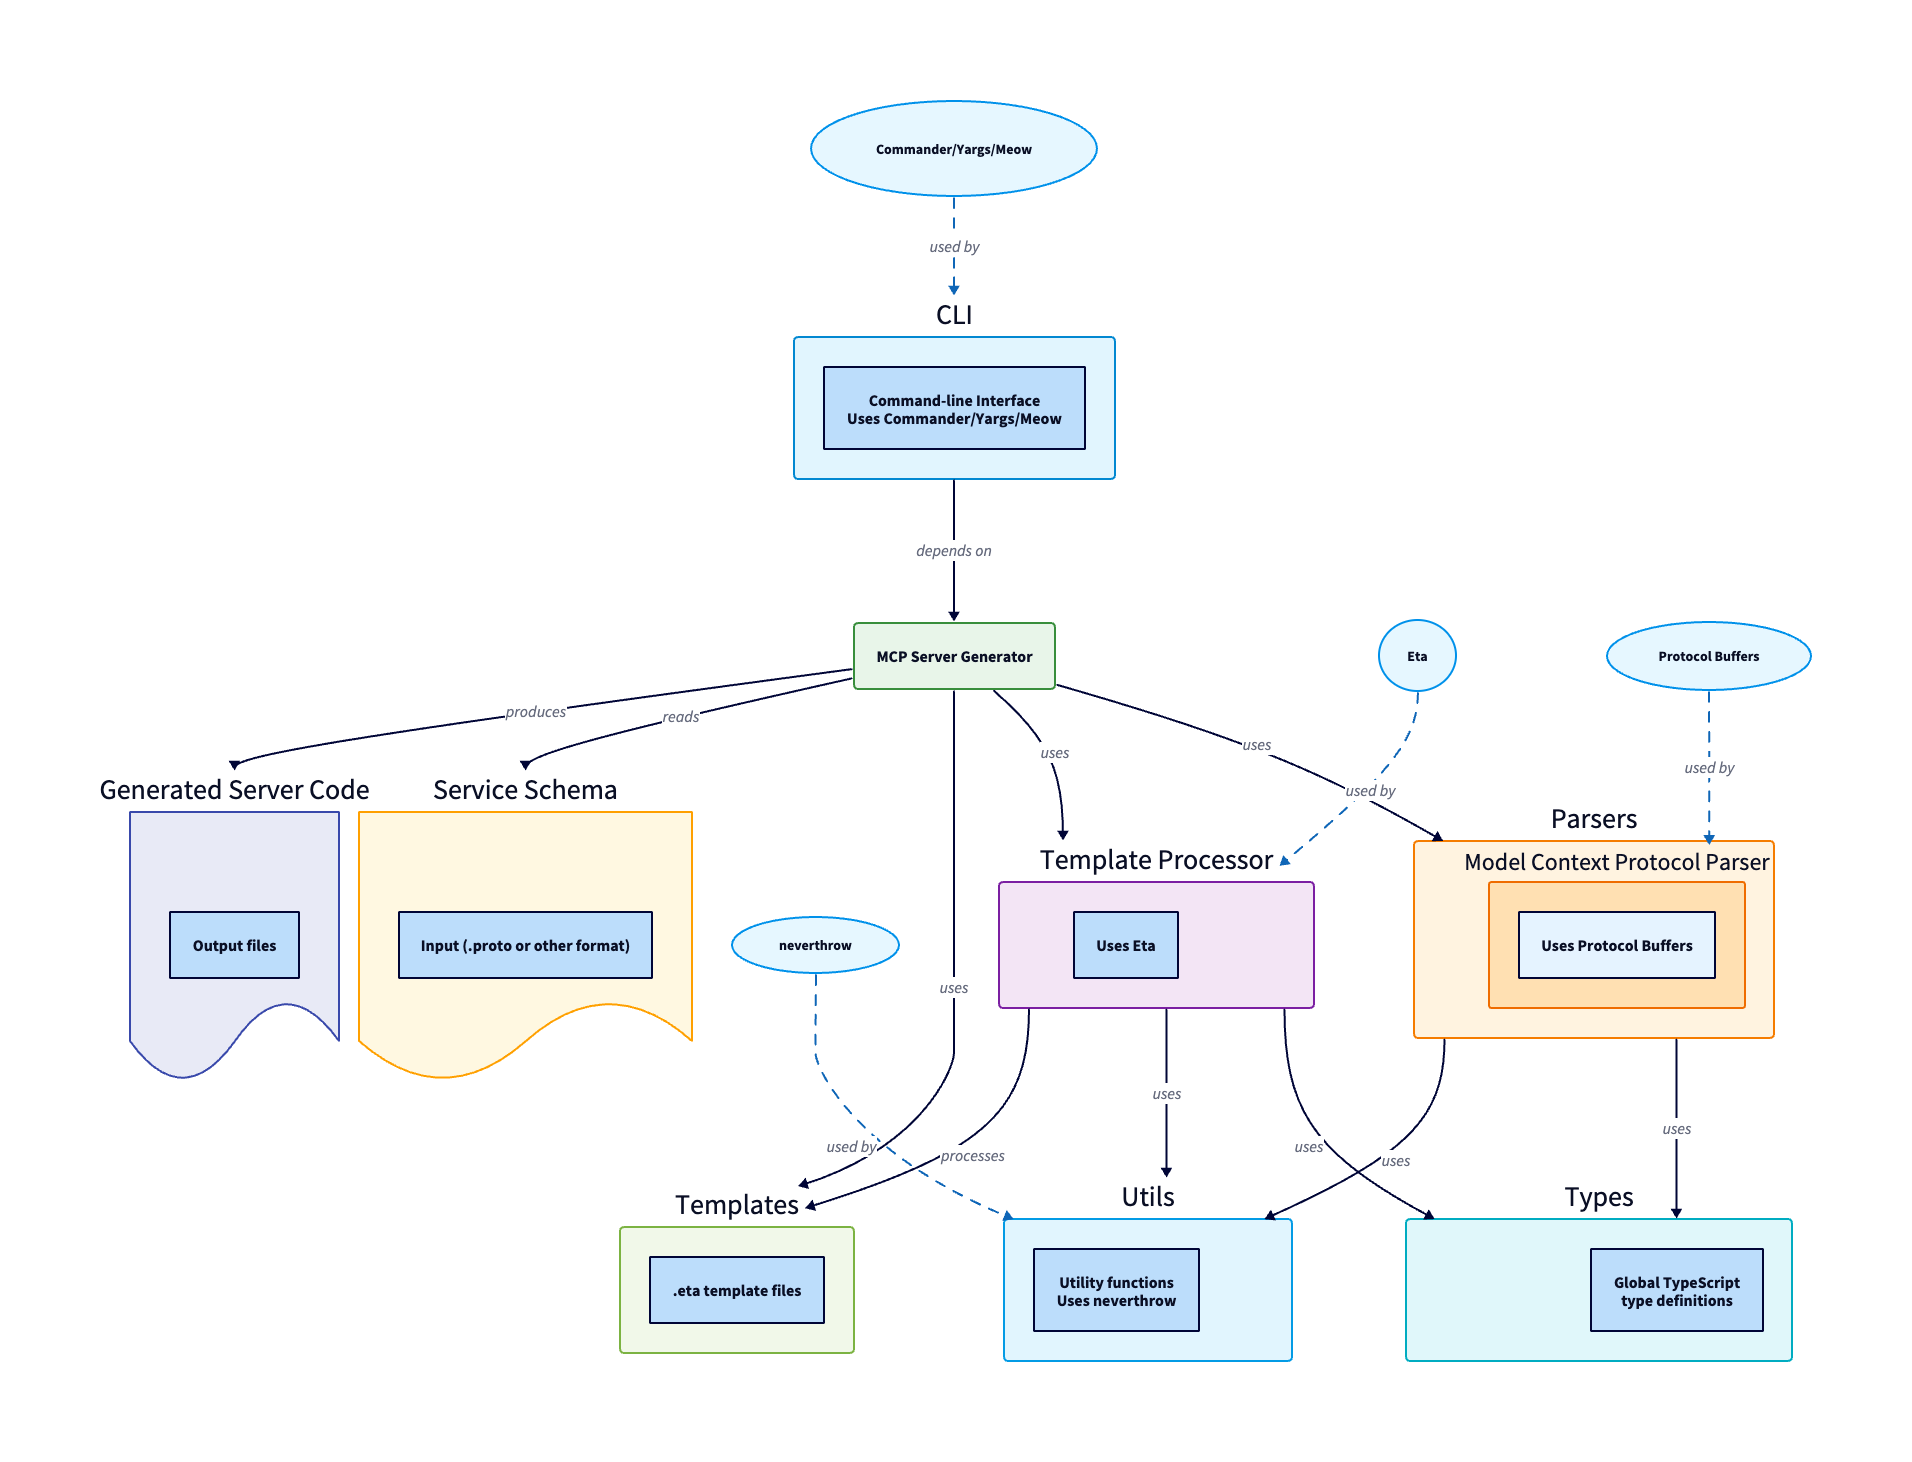 Commander/Yargs/Meow
used by
CLI
Command-line Interface
Uses Commander/Yargs/Meow
depends on
MCP Server Generator
Eta
Protocol Buffers
produces
reads
uses
uses
used by
used by
Generated Server Code
Service Schema
Template Processor
Parsers
Model Context Protocol Parser
Output files
Input (.proto or other format)
neverthrow
Uses Eta
Uses Protocol Buffers
uses
uses
uses
used by
processes
uses
uses
Templates
Utils
Types
.eta template files
Utility functions
Uses neverthrow
Global TypeScript
type definitions